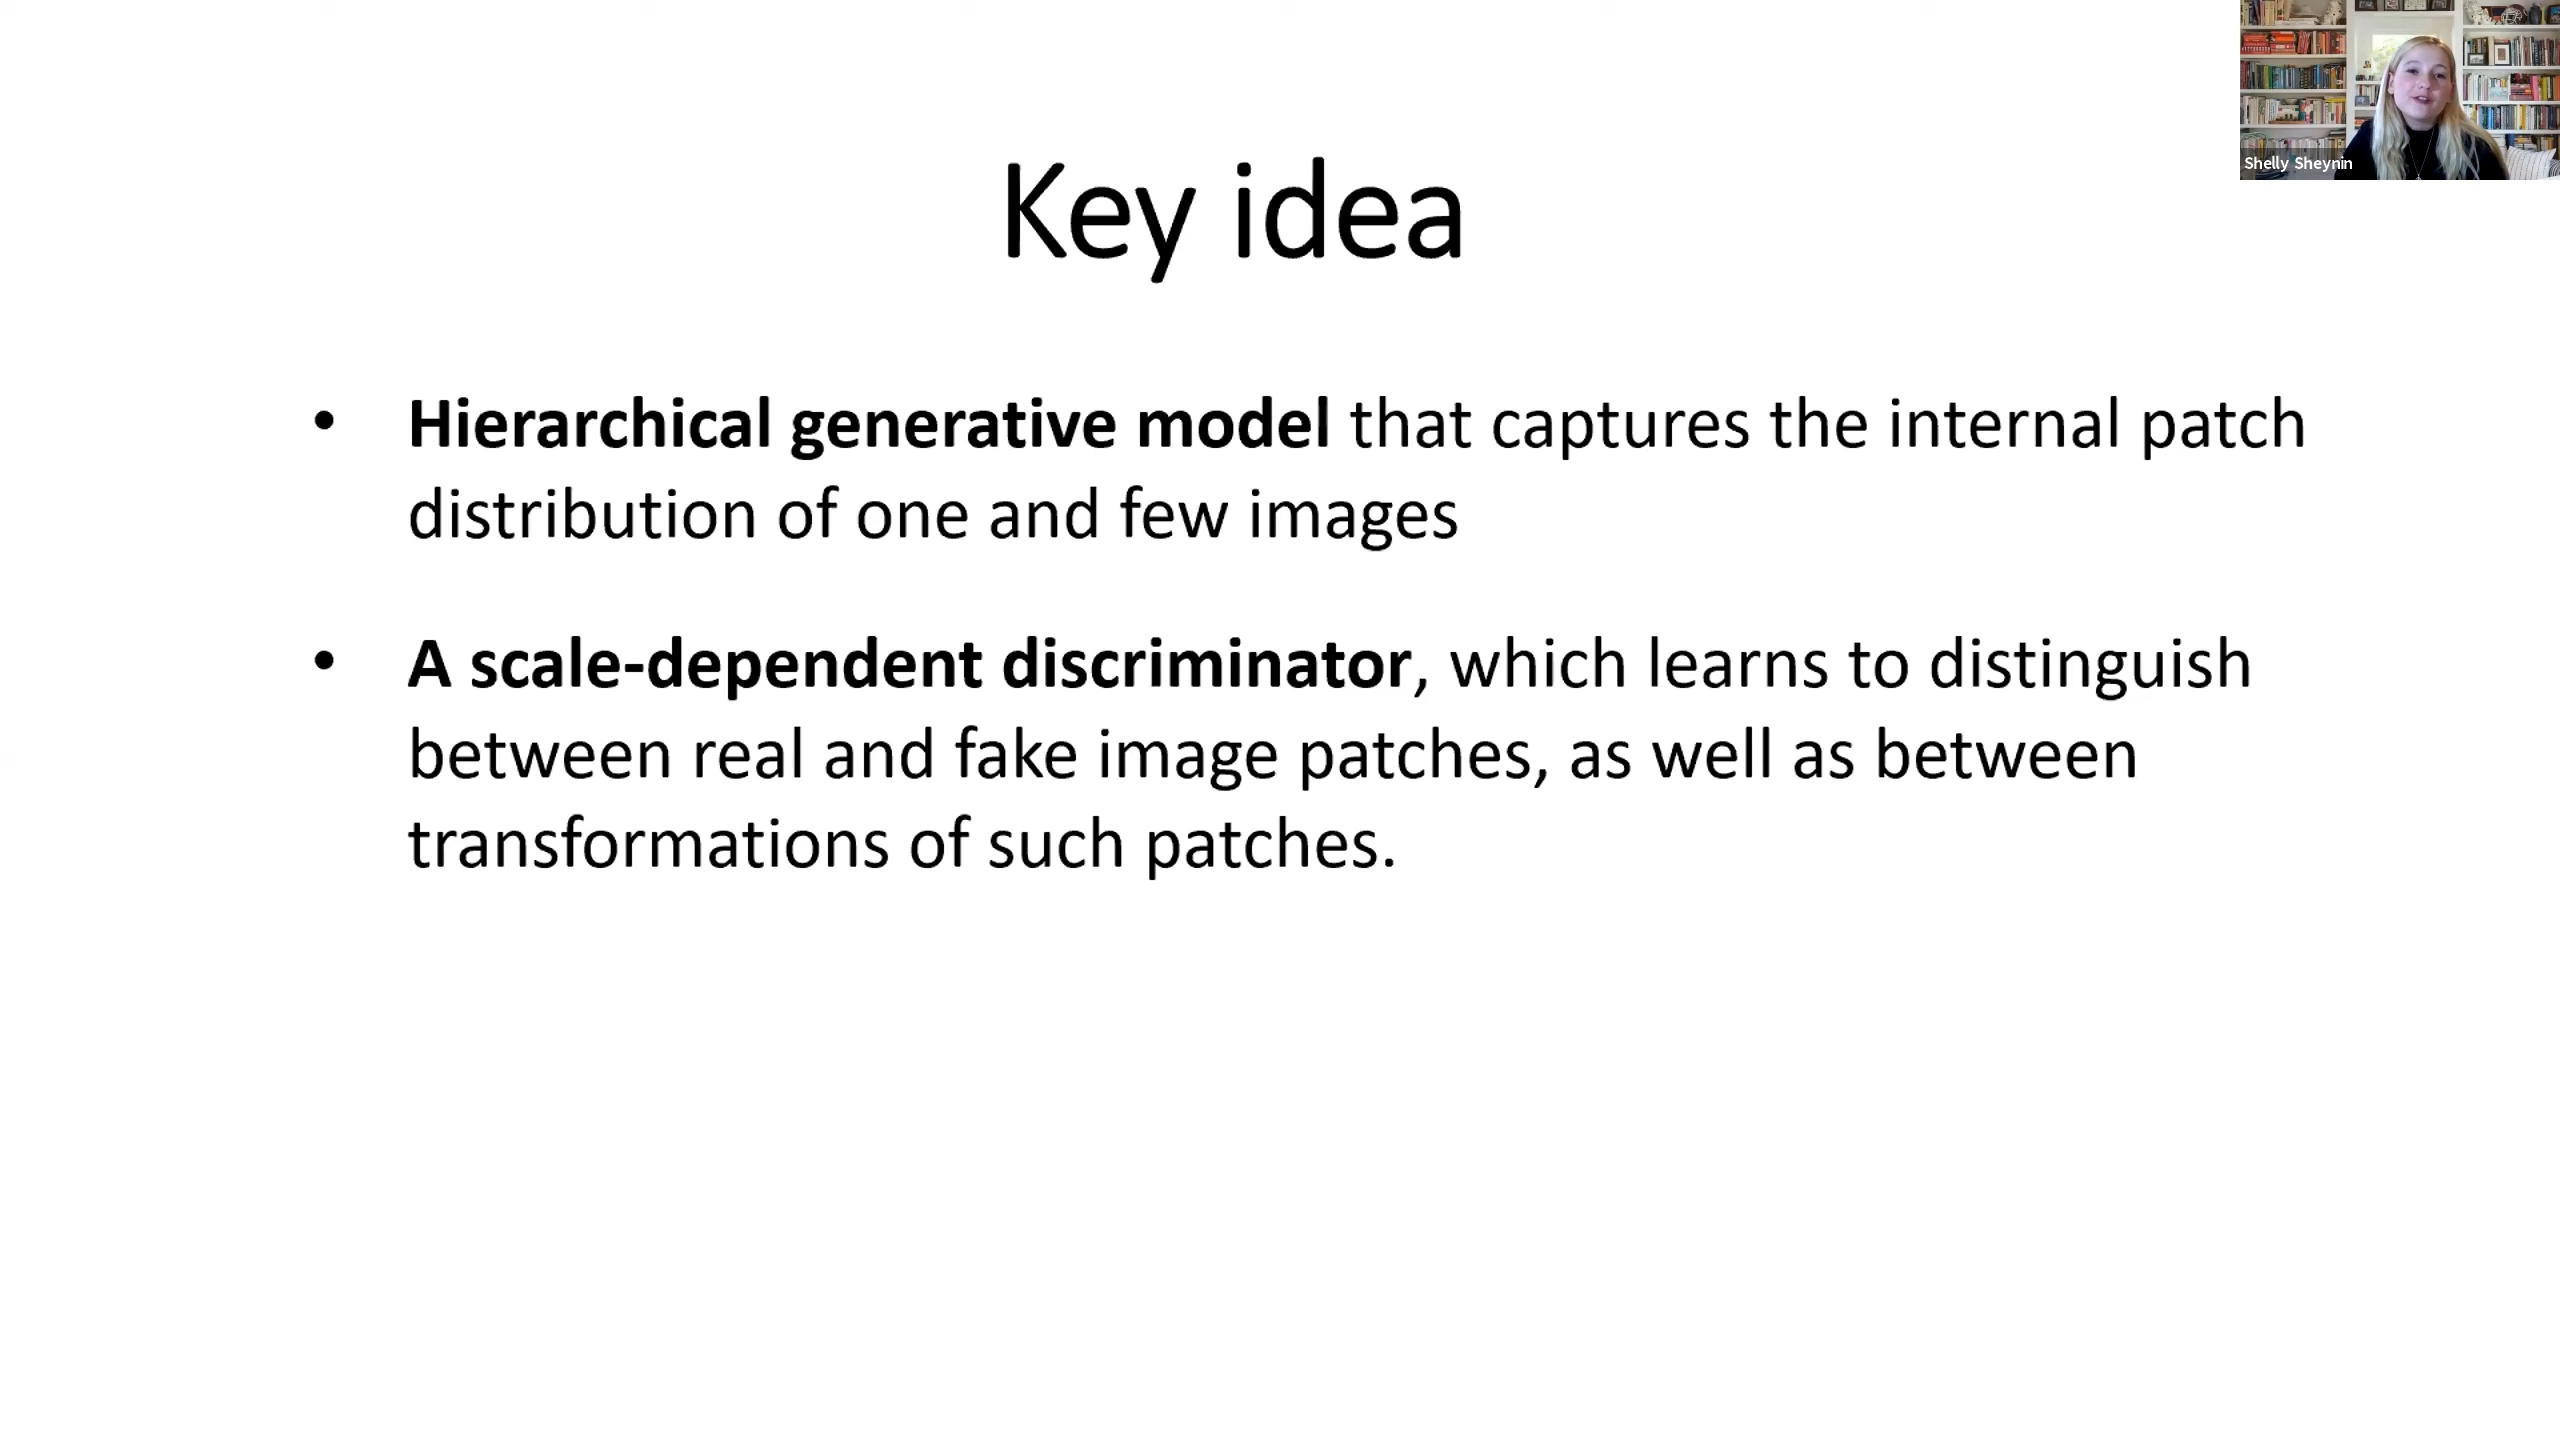 Key idea
Shelly Sheynin
• Hierarchical generative model that captures the internal patch
distribution of one and few images
• A scale-dependent discriminator, which learns to distinguish
between real and fake image patches, as well as between
transformations of such patches.